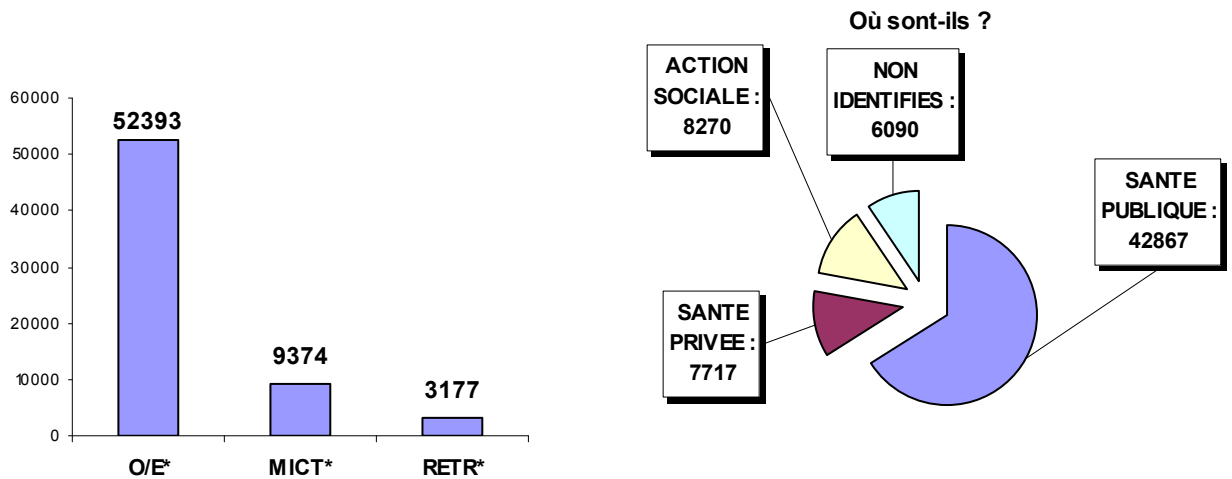 60000
50000
40000
30000
20000
10000
0
52393
9374
3177
O/E*
MICT*
RETR*
Où sont-ils ?
ACTION
SOCIALE :
8270
NON
IDENTIFIES :
6090
SANTE
PUBLIQUE :
42867
SANTE
PRIVEE :
7717